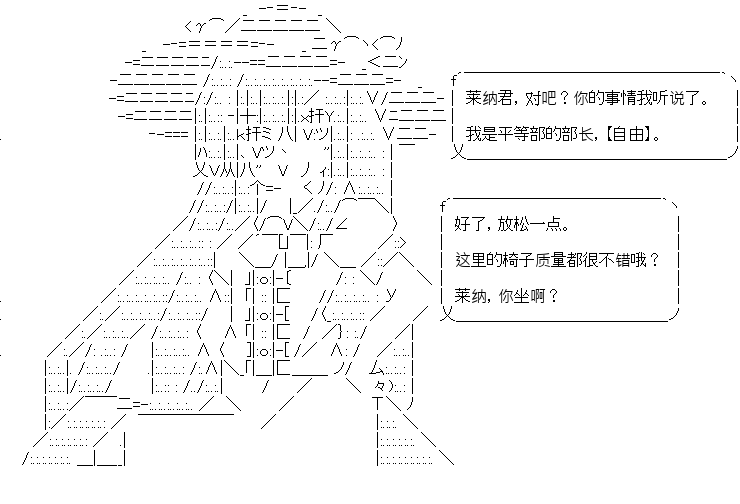 莱纳君，对吧？你的事情我听说了。
我是平等部的部长，【自由】。
好了，放松一点。
这里的椅子质量都很不错哦？
莱纳，你坐啊？